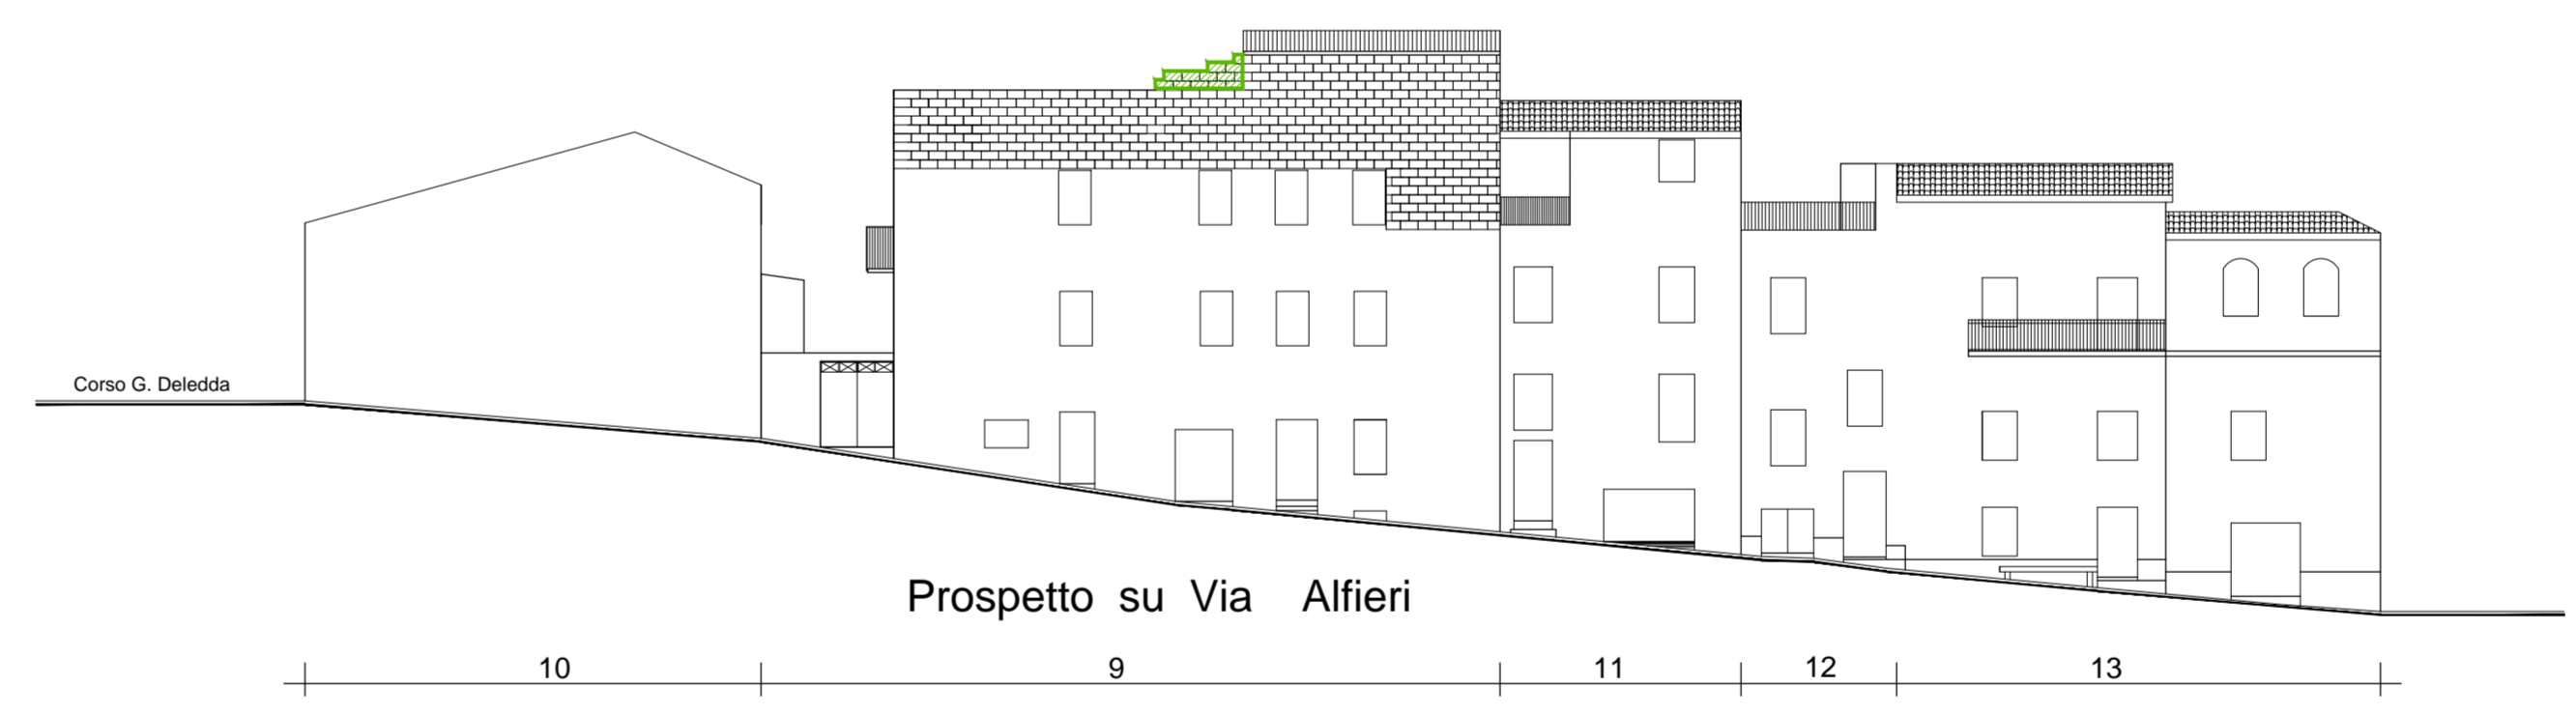 Corso G. Deledda
Prospetto su Via Alfieri
10 9 11 12 13